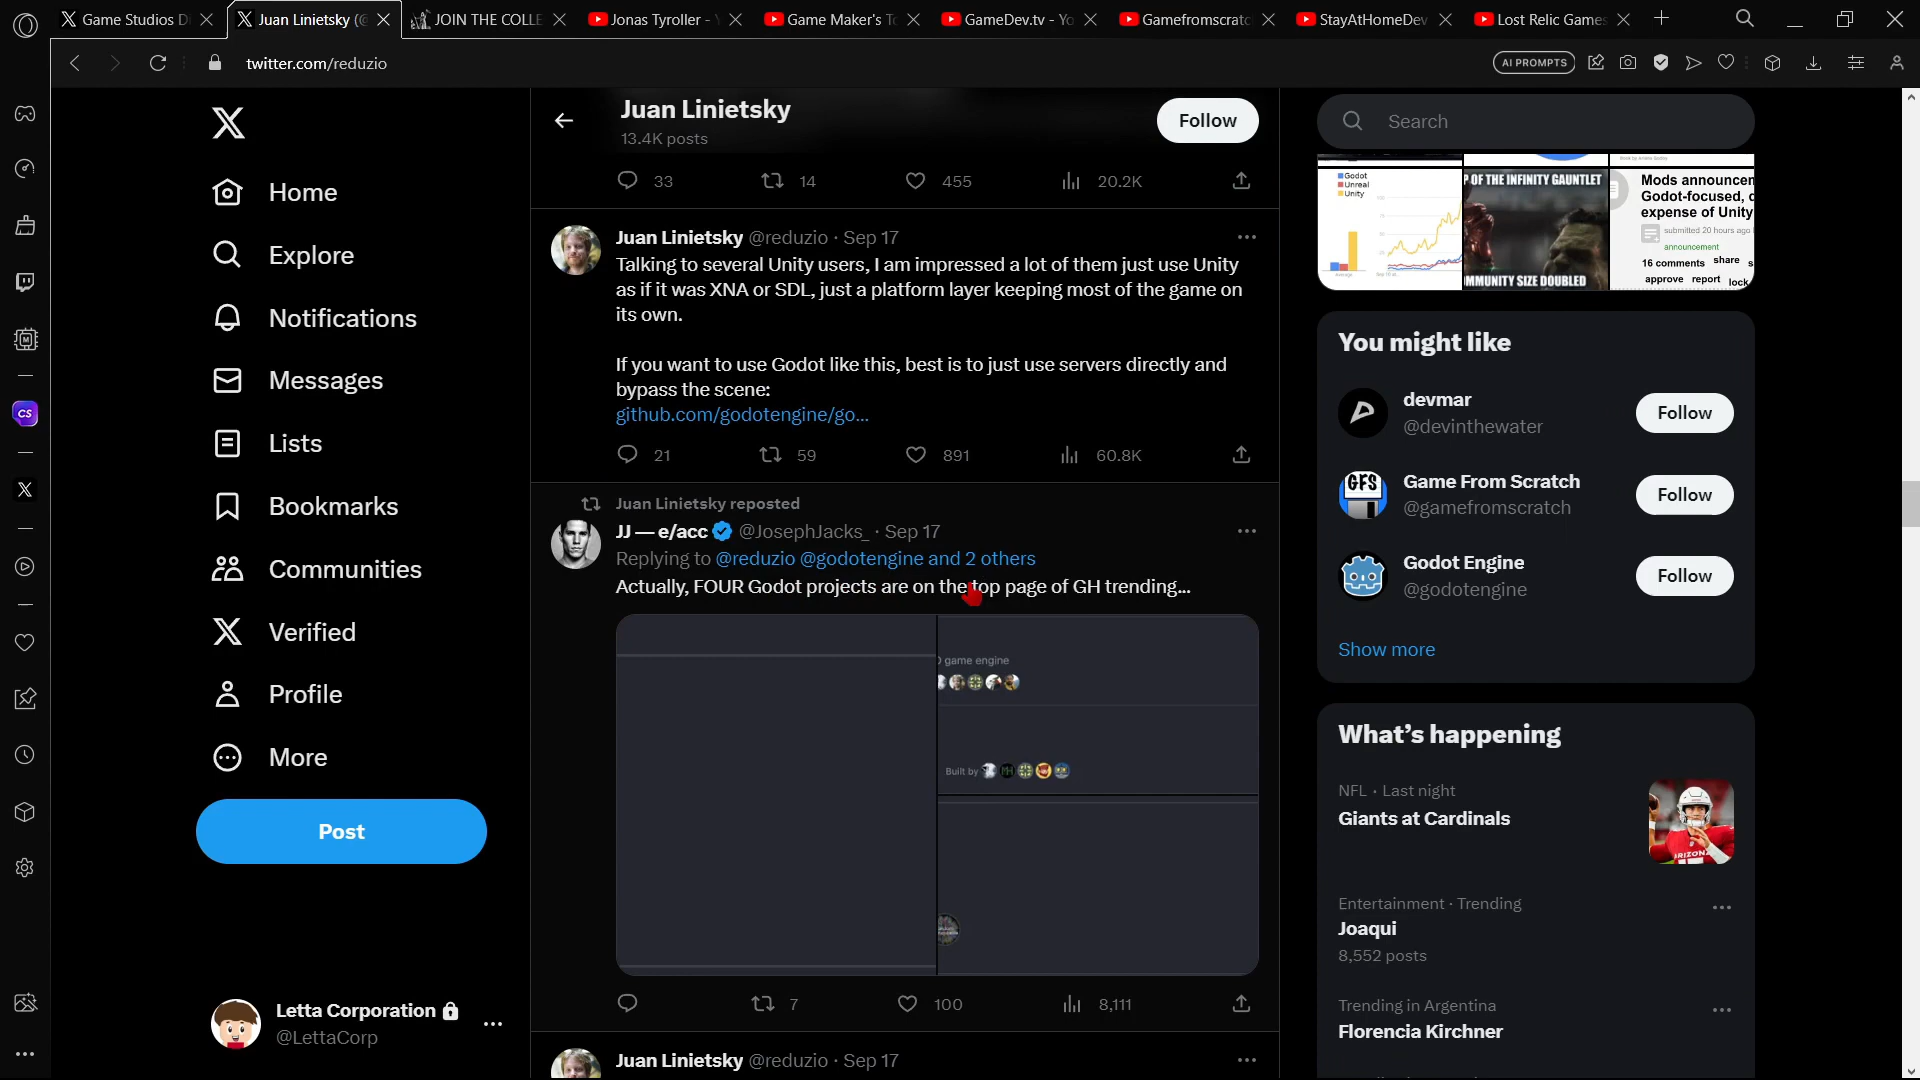 Game Studios D
Juan Linietsky (@
JOIN THE COLLE
Jonas Tyroller -
Game Maker's To
GameDev.tv - Yo
Gamefromscratc
StayAtHomeDev
Lost Relic Games
twitter.com/reduzio
AI PROMPTS
CS
Home
Explore
Notifications
Messages
Lists
Bookmarks
Communities
Verified
Profile
More
Post
Letta Corporation
@LettaCorp
Juan Linietsky
13.4K posts
Follow
33 14 455 20.2K
Juan Linietsky @reduzio · Sep 17
Talking to several Unity users, I am impressed a lot of them just use Unity
as if it was XNA or SDL, just a platform layer keeping most of the game on
its own.
If you want to use Godot like this, best is to just use servers directly and
bypass the scene:
github.com/godotengine/go...
21 59 891 60.8K
Juan Linietsky reposted
JJ — e/acc @JosephJacks_ · Sep 17
Replying to @reduzio @godotengine and 2 others
Actually, FOUR Godot projects are on the top page of GH trending...
game engine
Built by
7 100 8,111
Juan Linietsky @reduzio · Sep 17
Search
Godot
Unreal
Unity
P OF THE INFINITY GAUNTLET
MMUNITY SIZE DOUBLED
Mods announcem
Godot-focused, c
expense of Unity
submitted 20 hours ago
announcement
16 comments share s
approve report lock
You might like
devmar
@devinthewater
Follow
GFS
Game From Scratch
@gamefromscratch
Follow
Godot Engine
@godotengine
Follow
Show more
What's happening
NFL · Last night
Giants at Cardinals
Entertainment · Trending
Joaqui
8,552 posts
Trending in Argentina
Florencia Kirchner